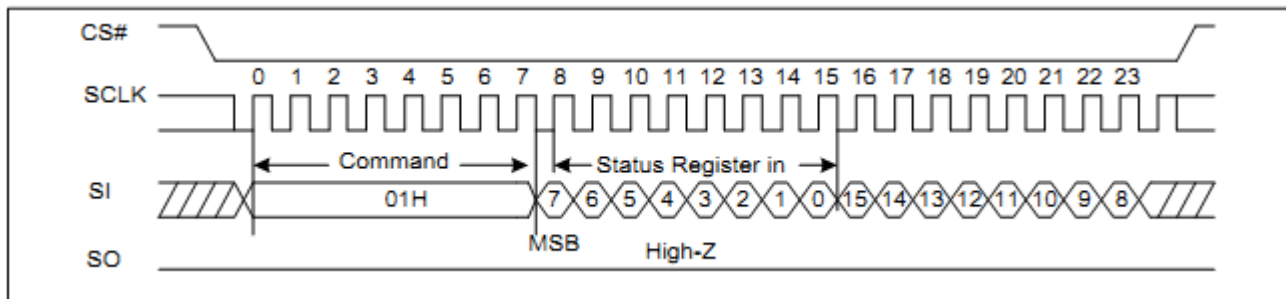 CS#
0 1 2 3 4 5 6 7 8 9 10 11 12 13 14 15 16 17 18 19 20 21 22 23
SCLK
Command Status Register in
SI 01H 7 6 5 4 3 2 1 0 15 14 13 12 11 10 9 8
MSB
SO High-Z